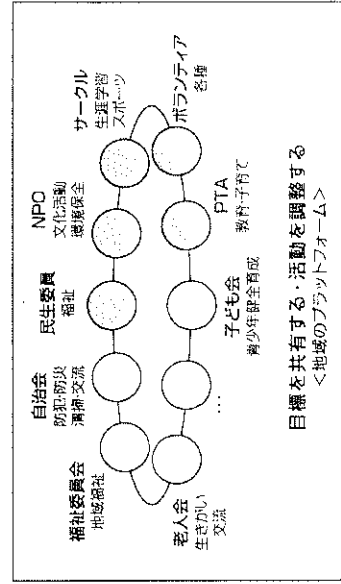 福祉委員会
地域福祉
自治会
防犯・防災
清掃・交流
民生委員
福祉
NPO
文化活動
環境保全
サークル
生涯学習
スポーツ
老人会
生きがい
交流
…
子ども会
青少年健全育成
PTA
教育・子育て
ボランティア
各種
目標を共有する・活動を調整する
<地域のプラットフォーム>